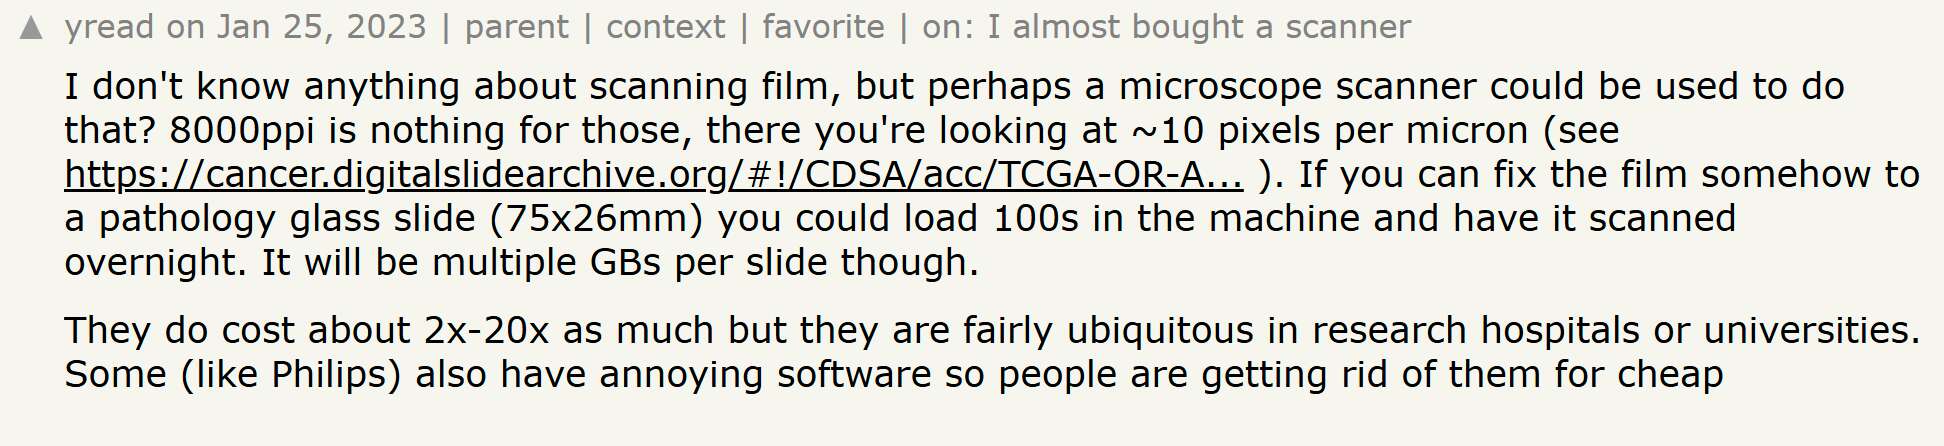 ▲ yread on Jan 25, 2023 | parent | context | favorite | on: I almost bought a scanner
I don't know anything about scanning film, but perhaps a microscope scanner could be used to do
that? 8000ppi is nothing for those, there you're looking at ~10 pixels per micron (see
https://cancer.digitalslidearchive.org/#!/CDSA/acc/TCGA-OR-A... ). If you can fix the film somehow to
a pathology glass slide (75x26mm) you could load 100s in the machine and have it scanned
overnight. It will be multiple GBs per slide though.
They do cost about 2x-20x as much but they are fairly ubiquitous in research hospitals or universities.
Some (like Philips) also have annoying software so people are getting rid of them for cheap